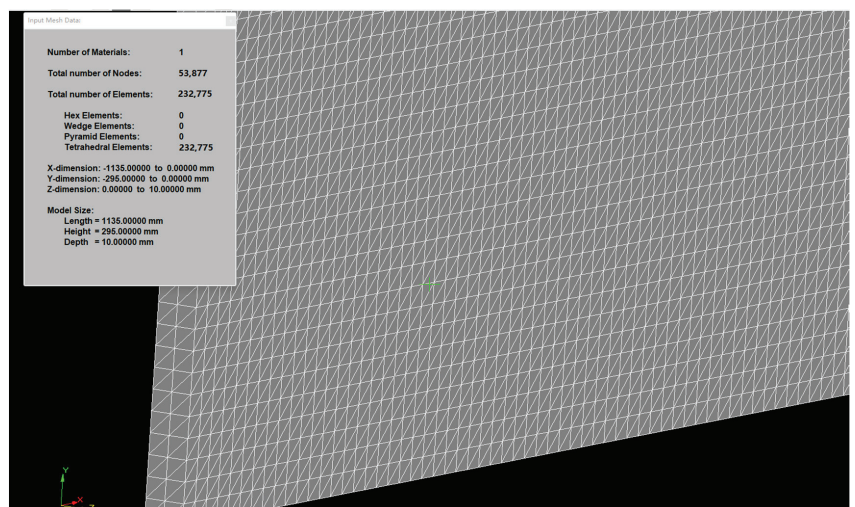 Input Mesh Data:
Number of Materials: 1
Total number of Nodes: 53,877
Total number of Elements: 232,775
Hex Elements: 0
Wedge Elements: 0
Pyramid Elements: 0
Tetrahedral Elements: 232,775
X-dimension: -1135.00000 to 0.00000 mm
Y-dimension: -295.00000 to 0.00000 mm
Z-dimension: 0.00000 to 10.00000 mm
Model Size:
Length = 1135.00000 mm
Height = 295.00000 mm
Depth = 10.00000 mm
Y
X
Z